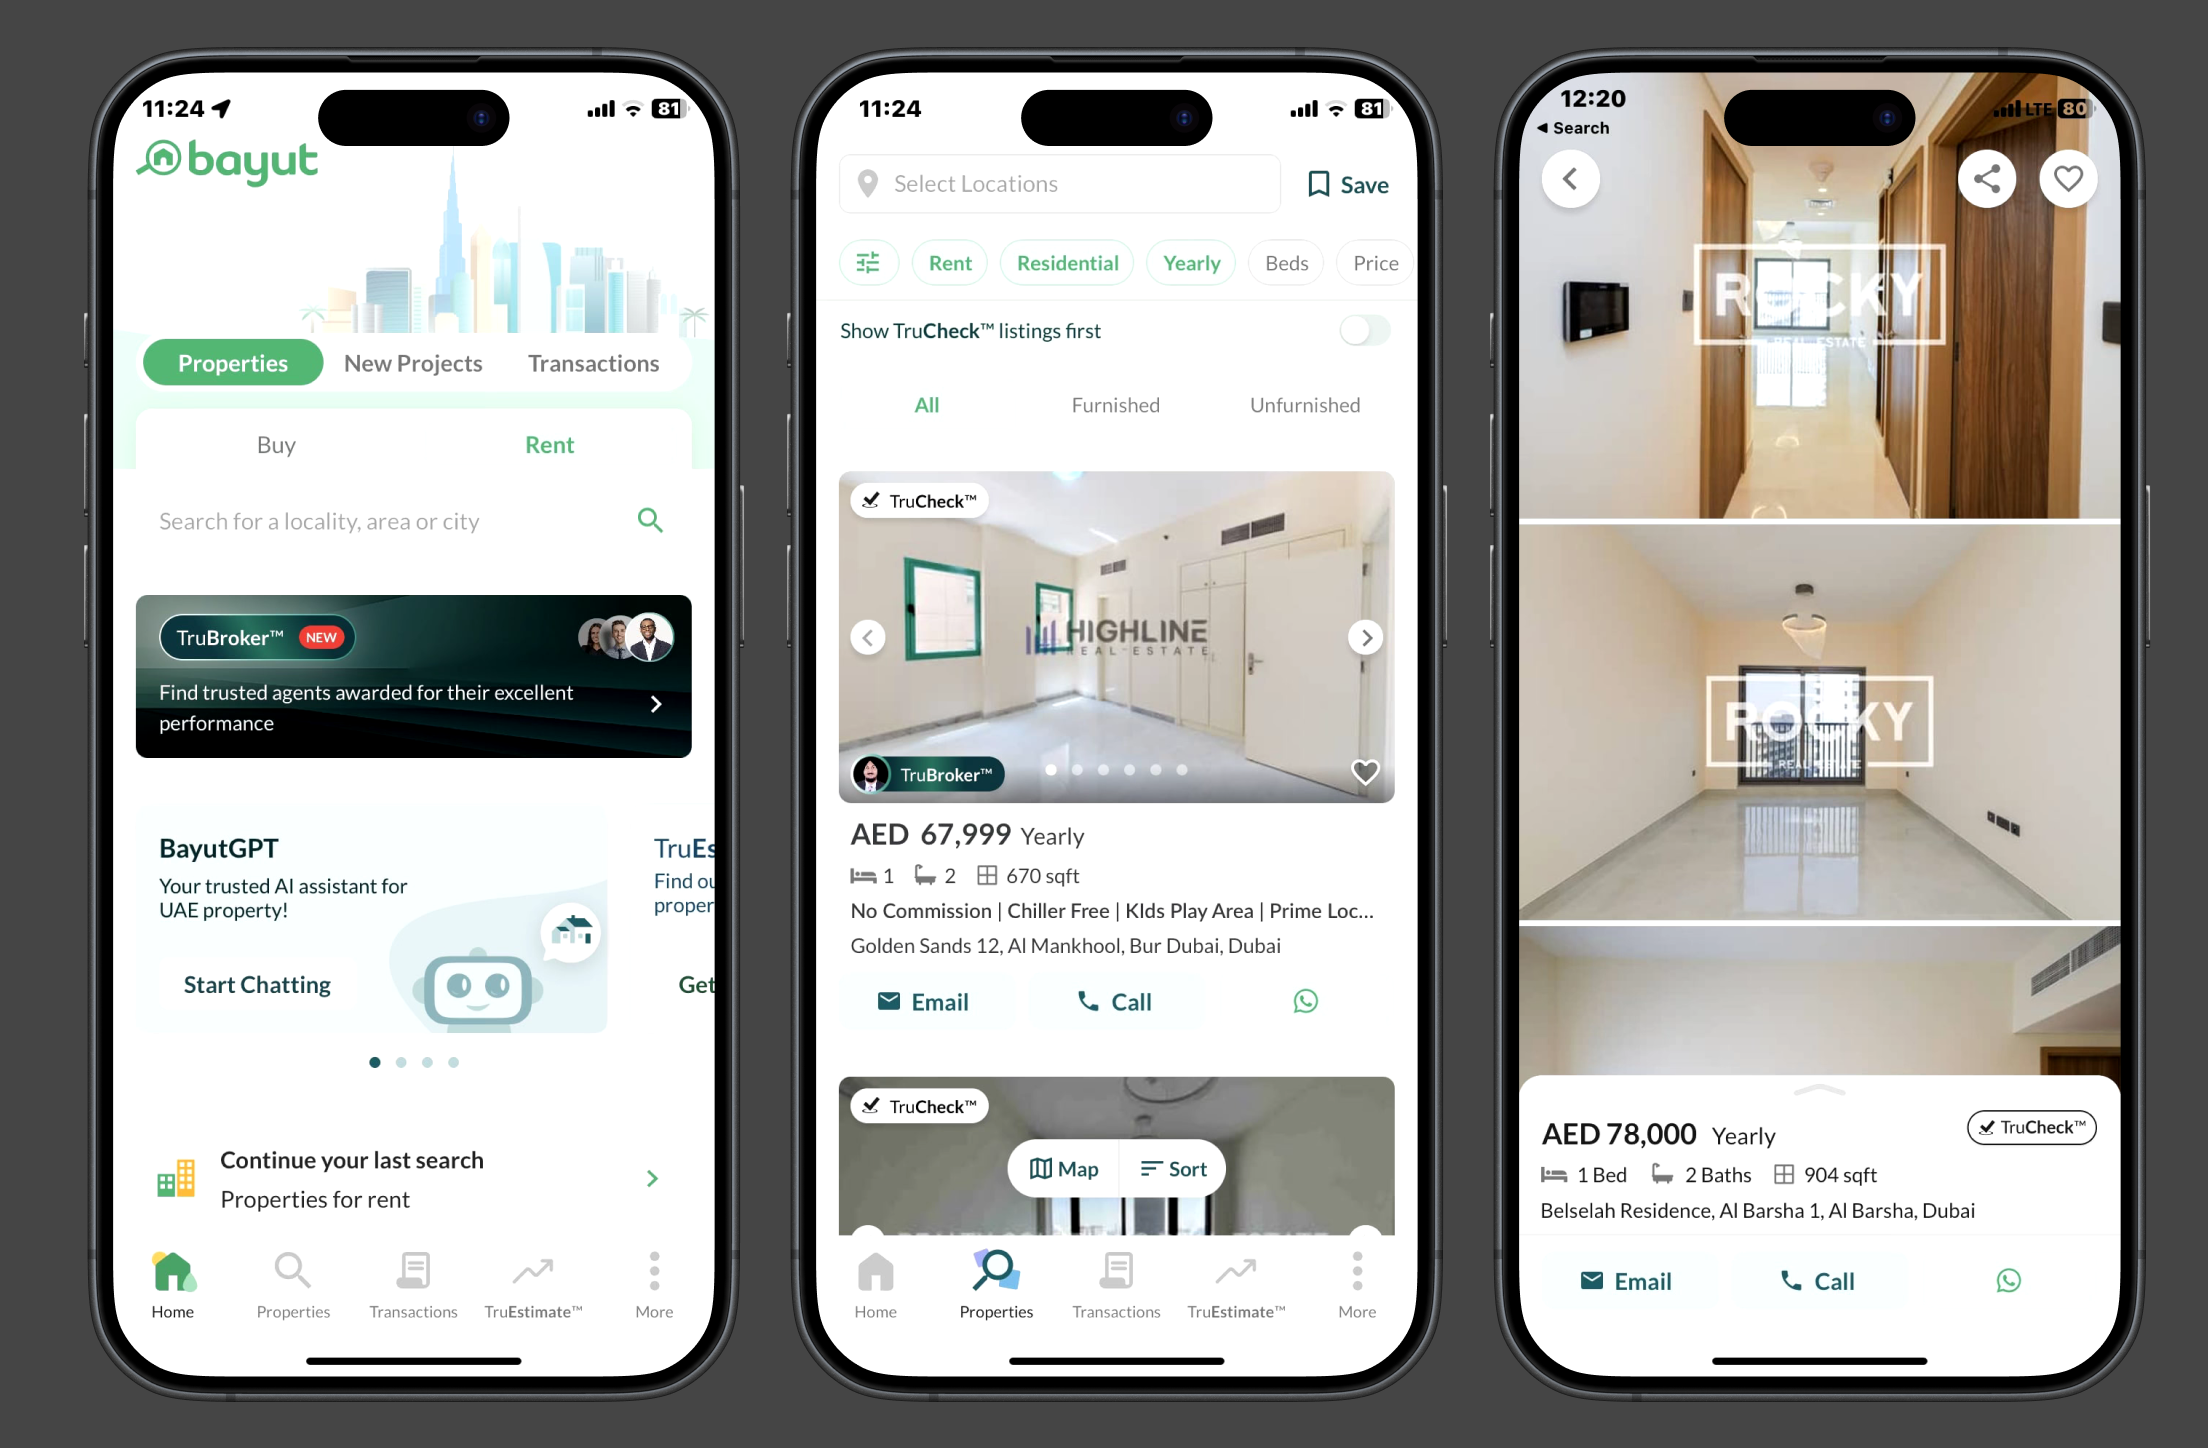 11:24
81
bayut
Properties
New Projects
Transactions
Buy
Rent
Search for a locality, area or city
TruBroker™ NEW
Find trusted agents awarded for their excellent
performance
BayutGPT
Your trusted AI assistant for
UAE property!
Start Chatting
TruEs
Find ou
proper
Get
Continue your last search
Properties for rent
Home
Properties
Transactions
TruEstimate™
More
11:24
81
Select Locations
Save
Rent
Residential
Yearly
Beds
Price
Show TruCheck™ listings first
All
Furnished
Unfurnished
TruCheck™
HIGHLINE
REAL-ESTATE
TruBroker™
AED 67,999 Yearly
1
2
670 sqft
No Commission | Chiller Free | KIds Play Area | Prime Loc...
Golden Sands 12, Al Mankhool, Bur Dubai, Dubai
Email
Call
TruCheck™
Map
Sort
Home
Properties
Transactions
TruEstimate™
More
12:20
LTE 80
Search
ROCKY
REAL ESTATE
ROCKY
REAL ESTATE
AED 78,000 Yearly
TruCheck™
1 Bed
2 Baths
904 sqft
Belselah Residence, Al Barsha 1, Al Barsha, Dubai
Email
Call